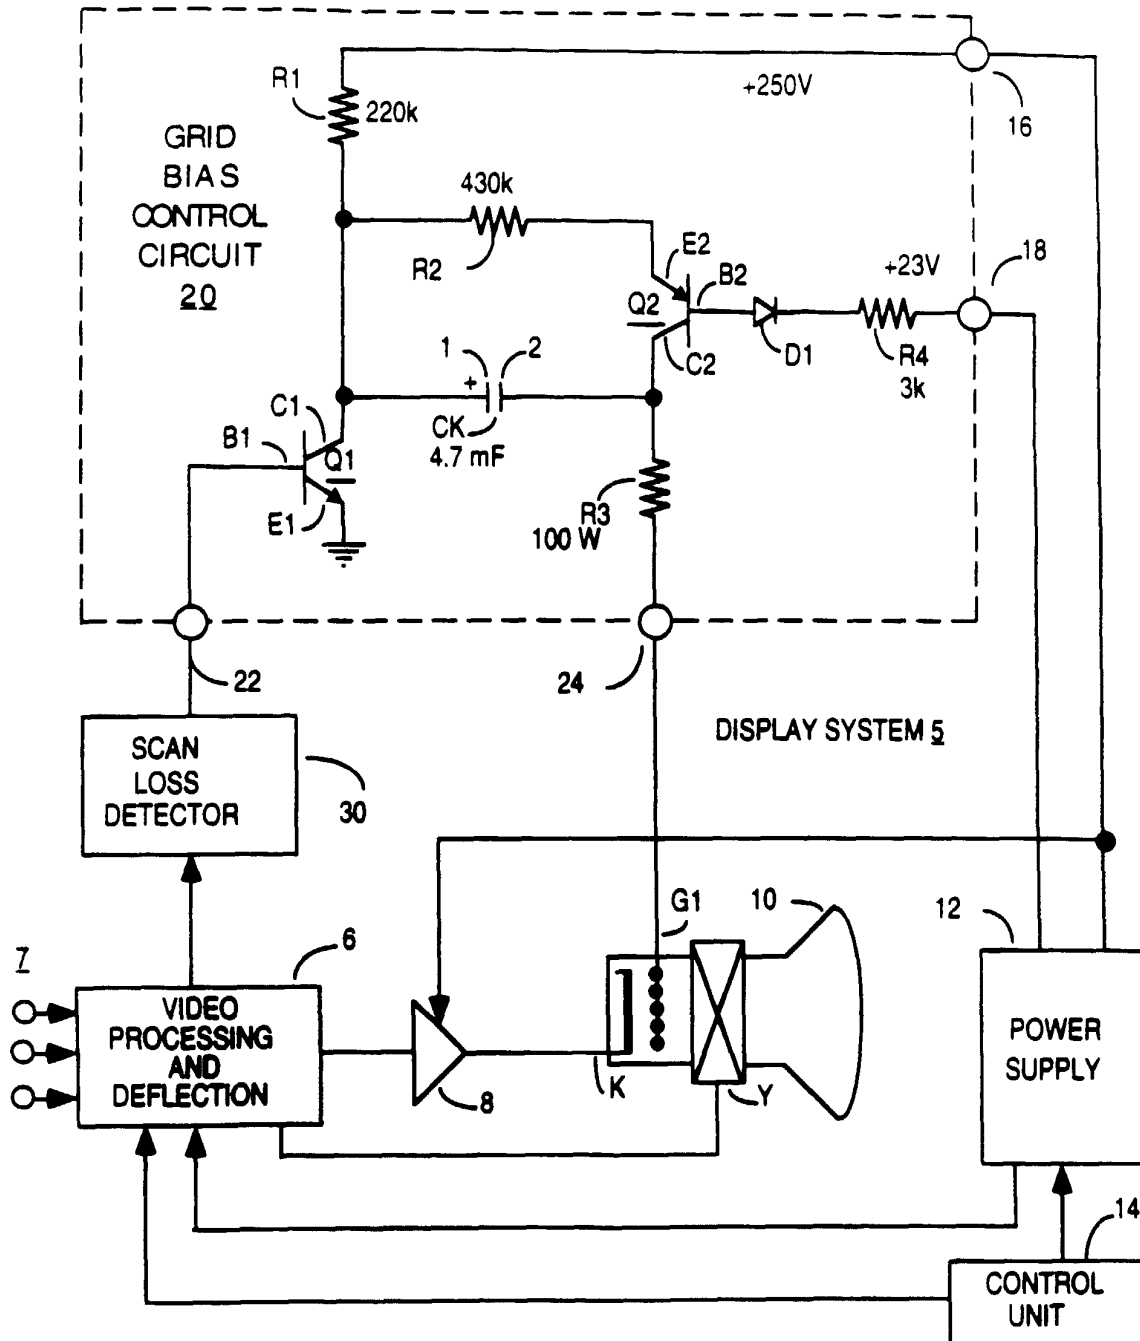 R1
220k
+250V
16
GRID
BIAS
CONTROL
CIRCUIT
20
430k
R2
E2
B2
+23V
18
Q2
C2
D1
R4
3k
1
2
+
CK
4.7 mF
C1
B1
Q1
E1
R3
100 W
22
24
DISPLAY SYSTEM 5
SCAN
LOSS
DETECTOR
30
G1
10
12
7
6
VIDEO
PROCESSING
AND
DEFLECTION
8
K
Y
POWER
SUPPLY
14
CONTROL
UNIT